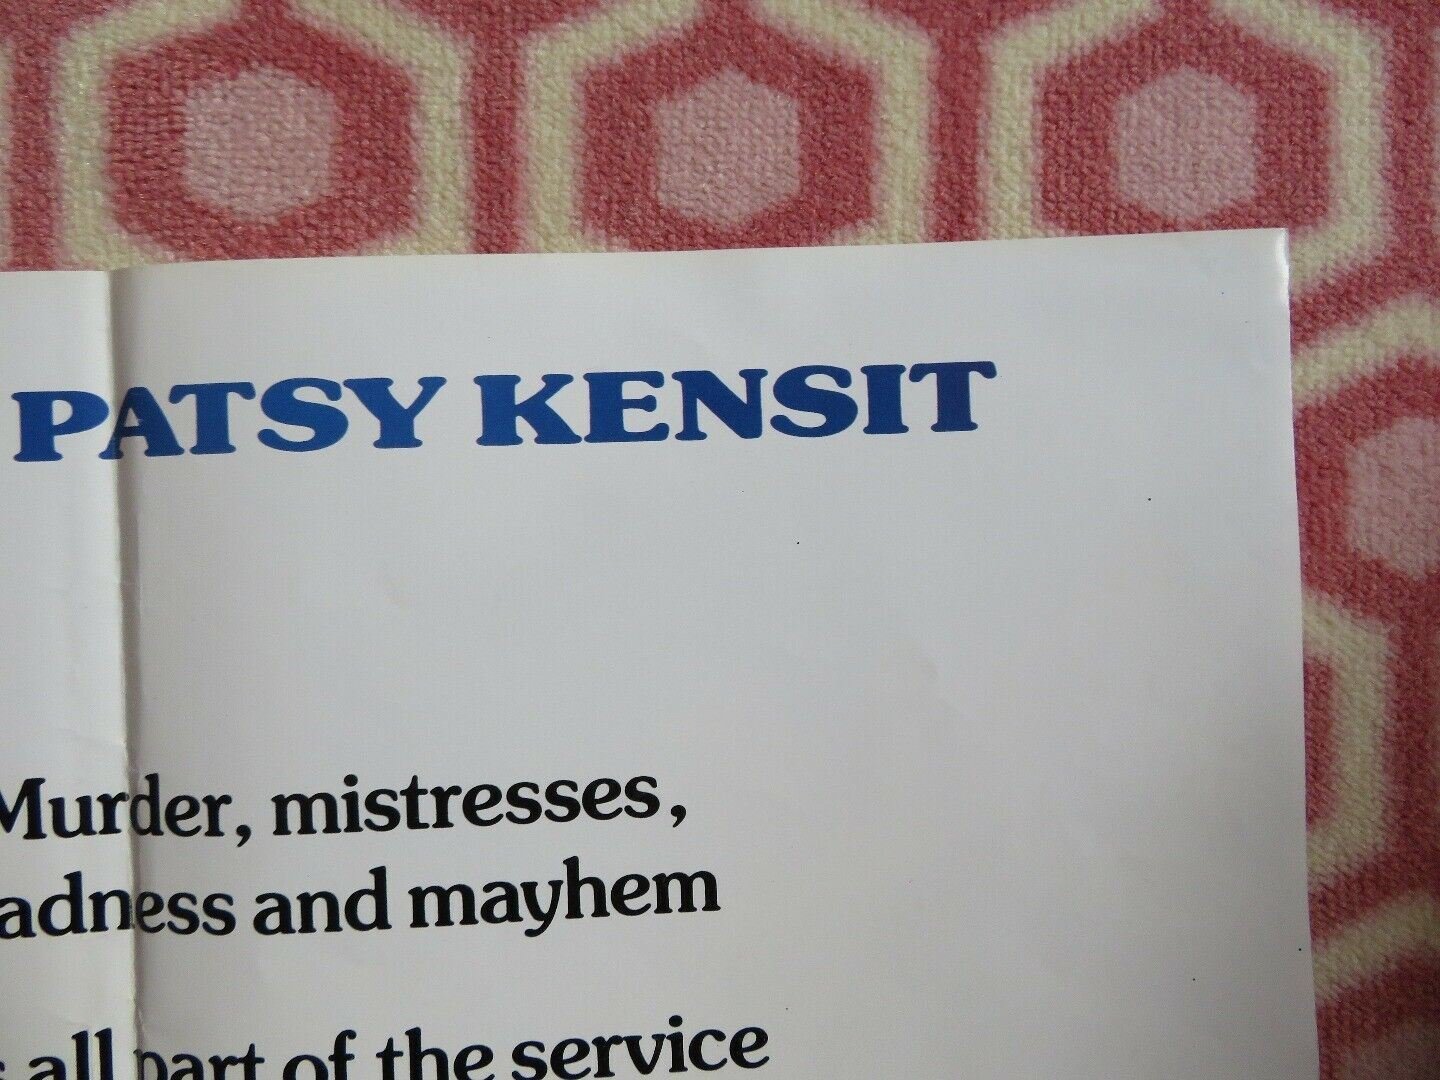 PATSY KENSIT
Murder, mistresses,
adness and mayhem
all part of the service